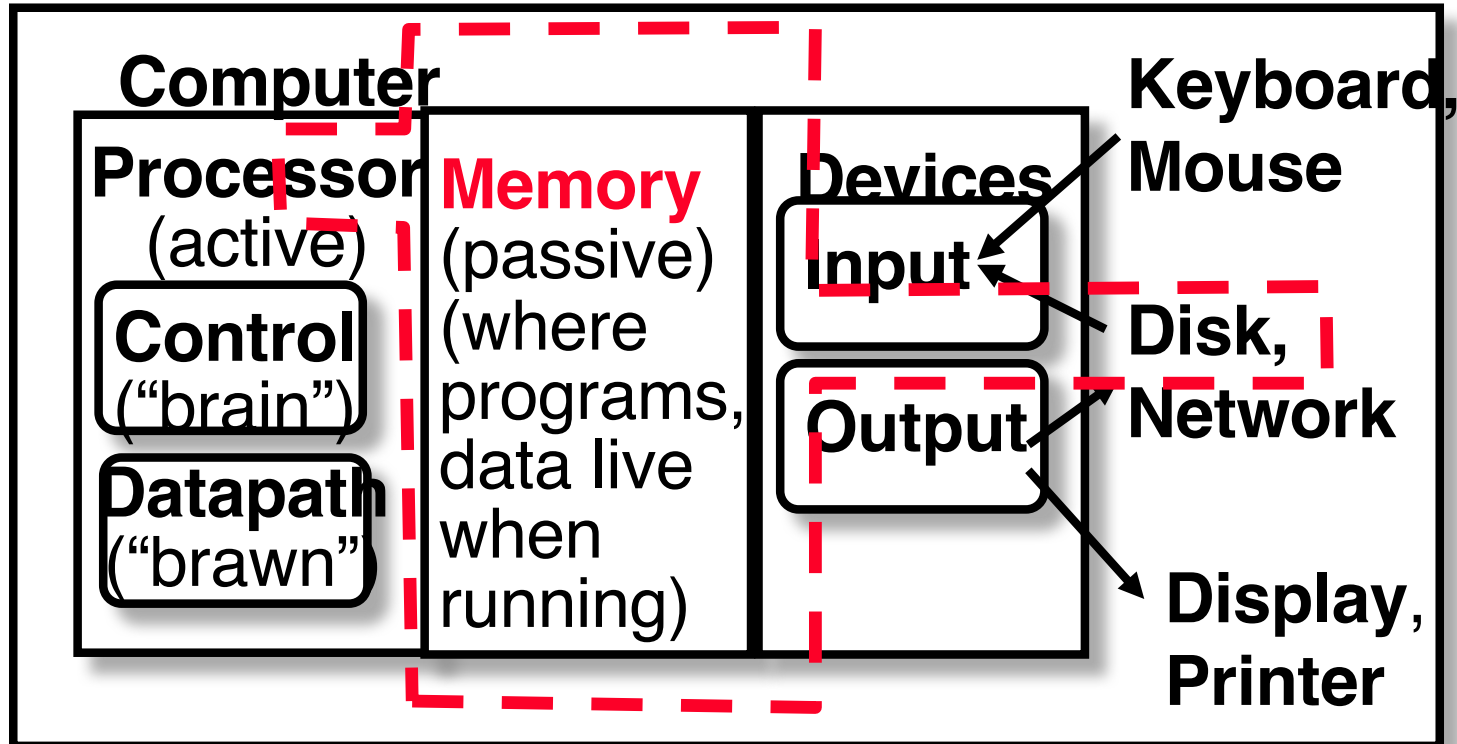 Computer
Processor
(active)
Control
(“brain”)
Datapath
(“brawn”)
Memory
(passive)
(where
programs,
data live
when
running)
Devices
Input
Output
Keyboard,
Mouse
Disk,
Network
Display,
Printer